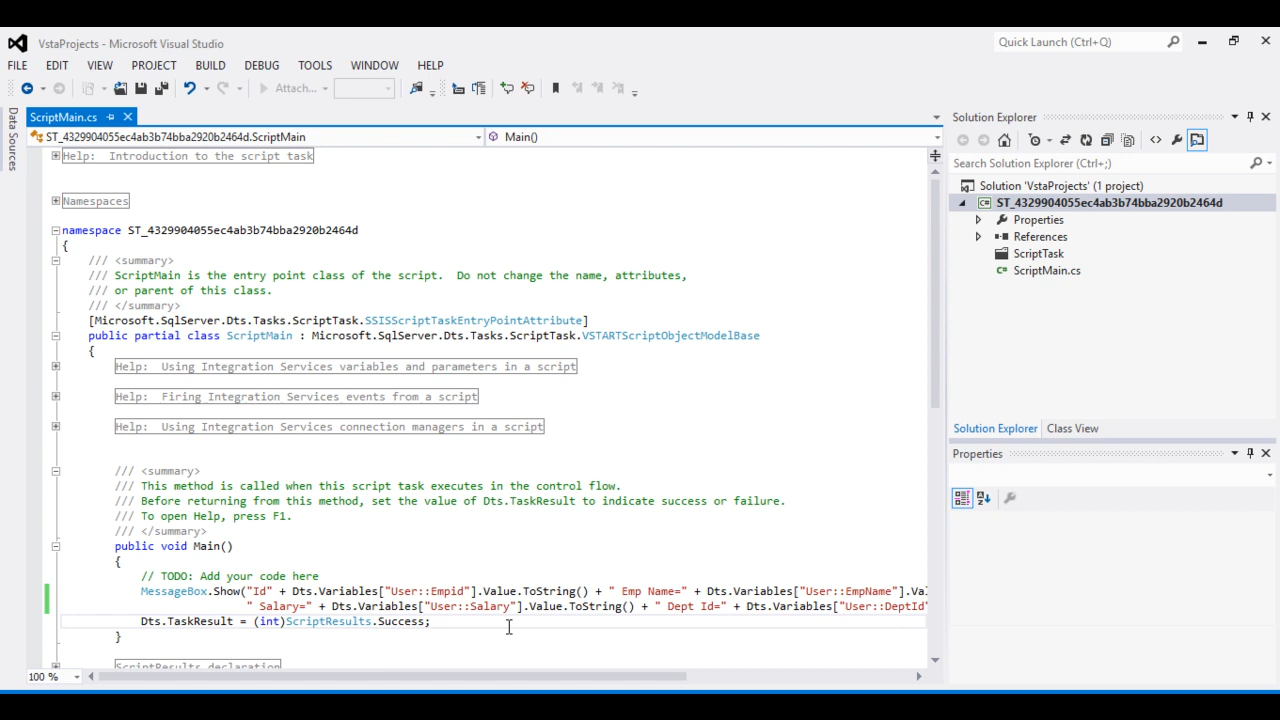 VstaProjects - Microsoft Visual Studio
Quick Launch (Ctrl+Q)
FILE EDIT VIEW PROJECT BUILD DEBUG TOOLS WINDOW HELP
Attach...
Data Sources
ScriptMain.cs
ST_4329904055ec4ab3b74bba2920b2464d.ScriptMain
Main()
Help: Introduction to the script task
Namespaces
namespace ST_4329904055ec4ab3b74bba2920b2464d
{
/// <summary>
/// ScriptMain is the entry point class of the script. Do not change the name, attributes,
/// or parent of this class.
/// </summary>
[Microsoft.SqlServer.Dts.Tasks.ScriptTask.SSISScriptTaskEntryPointAttribute]
public partial class ScriptMain : Microsoft.SqlServer.Dts.Tasks.ScriptTask.VSTARTScriptObjectModelBase
{
Help: Using Integration Services variables and parameters in a script
Help: Firing Integration Services events from a script
Help: Using Integration Services connection managers in a script
/// <summary>
/// This method is called when this script task executes in the control flow.
/// Before returning from this method, set the value of Dts.TaskResult to indicate success or failure.
/// To open Help, press F1.
/// </summary>
public void Main()
{
// TODO: Add your code here
MessageBox.Show("Id" + Dts.Variables["User::Empid"].Value.ToString() + " Emp Name=" + Dts.Variables["User::EmpName"].Val
" Salary=" + Dts.Variables["User::Salary"].Value.ToString() + " Dept Id=" + Dts.Variables["User::DeptId"
Dts.TaskResult = (int)ScriptResults.Success;
}
ScriptResults declaration
100 %
Solution Explorer
Search Solution Explorer (Ctrl+;)
Solution 'VstaProjects' (1 project)
ST_4329904055ec4ab3b74bba2920b2464d
Properties
References
ScriptTask
ScriptMain.cs
Solution Explorer Class View
Properties